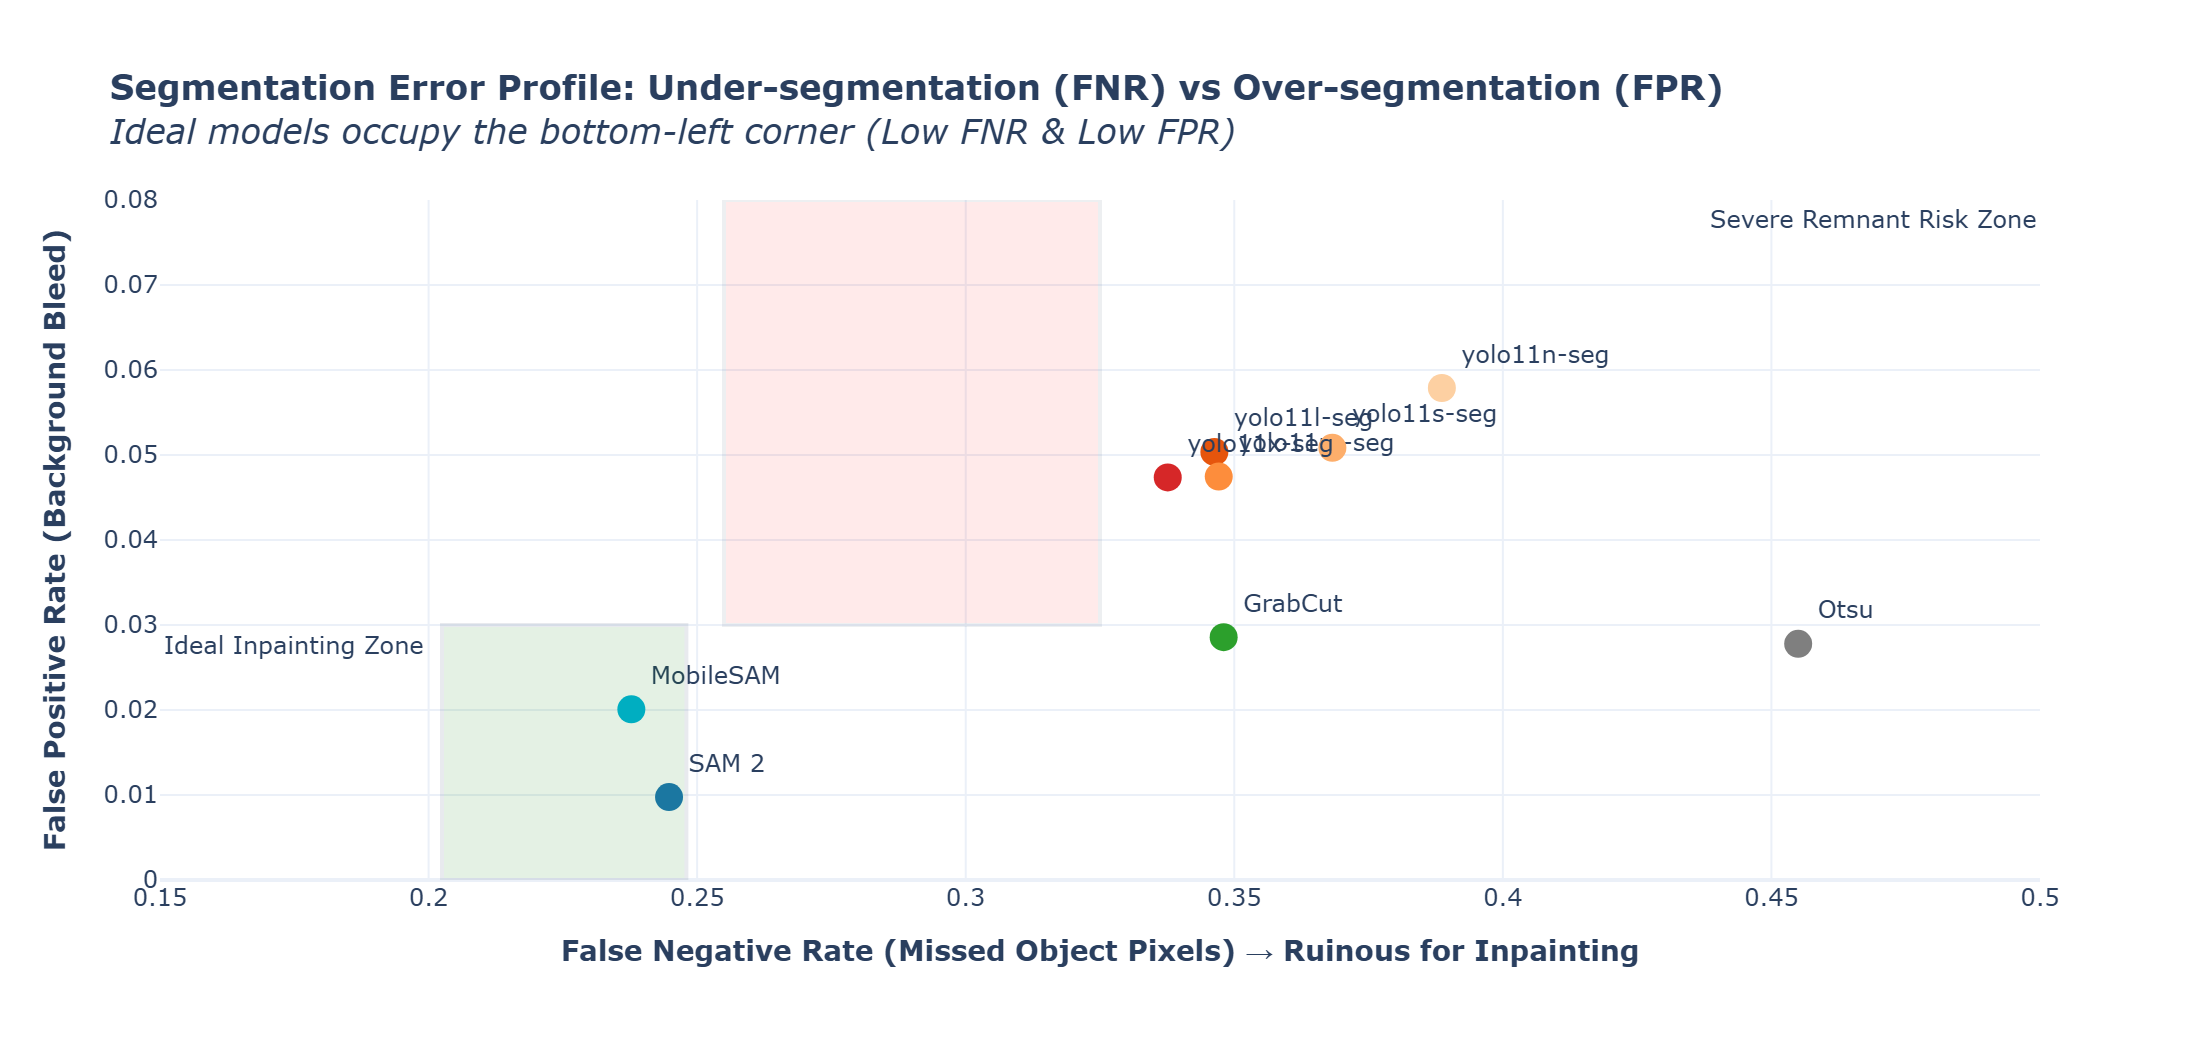 Segmentation Error Profile: Under-segmentation (FNR) vs Over-segmentation (FPR)
Ideal models occupy the bottom-left corner (Low FNR & Low FPR)
False Positive Rate (Background Bleed)
0.08
0.07
0.06
0.05
0.04
0.03
0.02
0.01
0
Severe Remnant Risk Zone
yolo11n-seg
yolo11l-seg
yolo11s-seg
yolo11x-seg
GrabCut
Otsu
Ideal Inpainting Zone
MobileSAM
SAM 2
0.15
0.2
0.25
0.3
0.35
0.4
0.45
0.5
False Negative Rate (Missed Object Pixels) → Ruinous for Inpainting